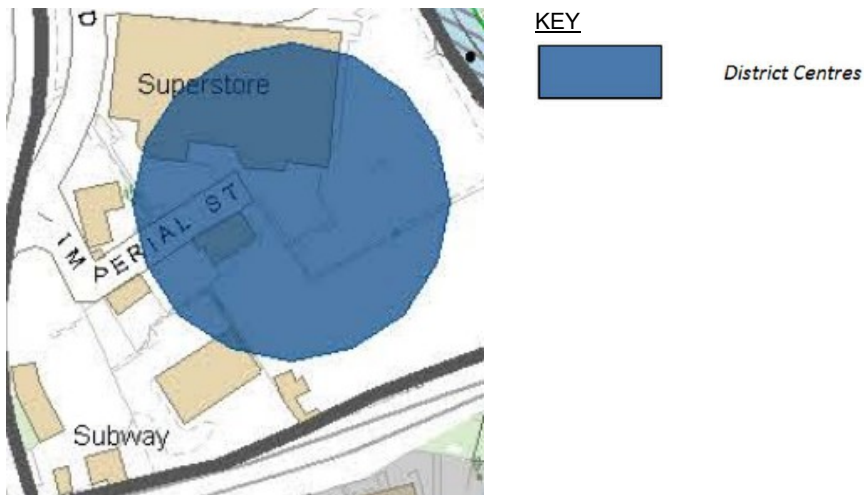 KEY
District Centres
Superstore
IMPERIAL ST
Subway